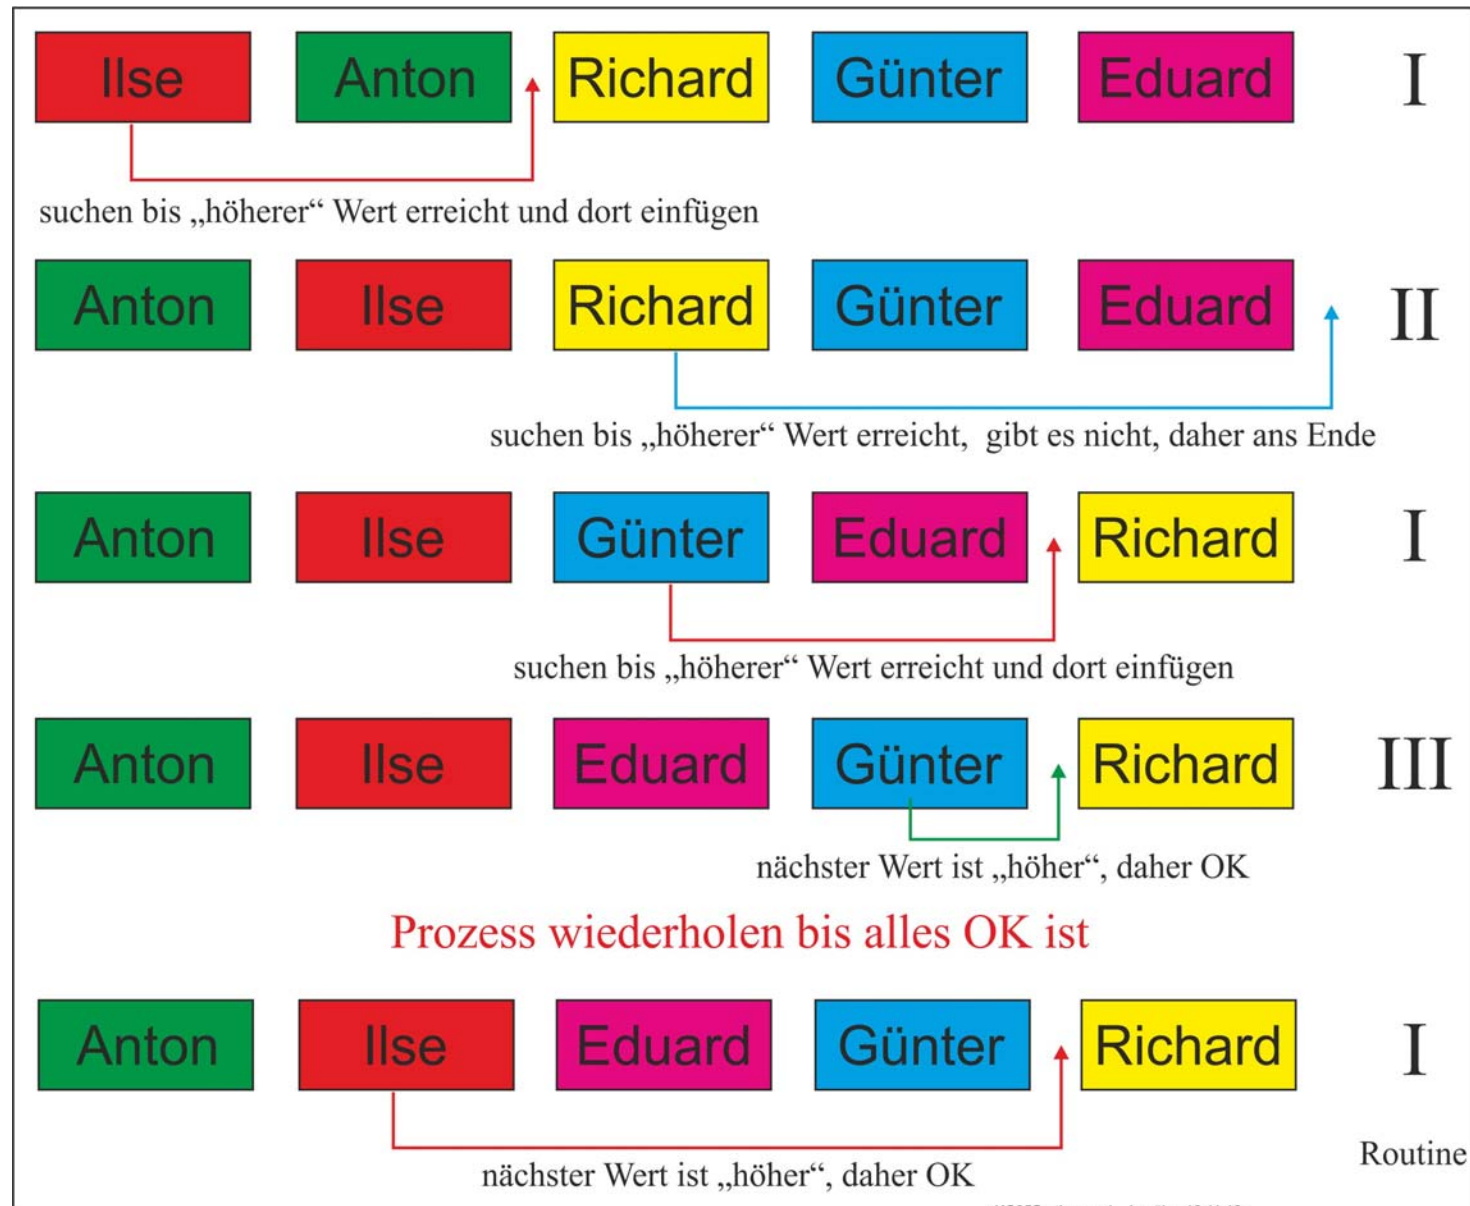 Ilse Anton Richard Günter Eduard I
suchen bis „höherer“ Wert erreicht und dort einfügen
Anton Ilse Richard Günter Eduard II
suchen bis „höherer“ Wert erreicht, gibt es nicht, daher ans Ende
Anton Ilse Günter Eduard Richard I
suchen bis „höherer“ Wert erreicht und dort einfügen
Anton Ilse Eduard Günter Richard III
nächster Wert ist „höher“, daher OK
Prozess wiederholen bis alles OK ist
Anton Ilse Eduard Günter Richard I
nächster Wert ist „höher“, daher OK
Routine